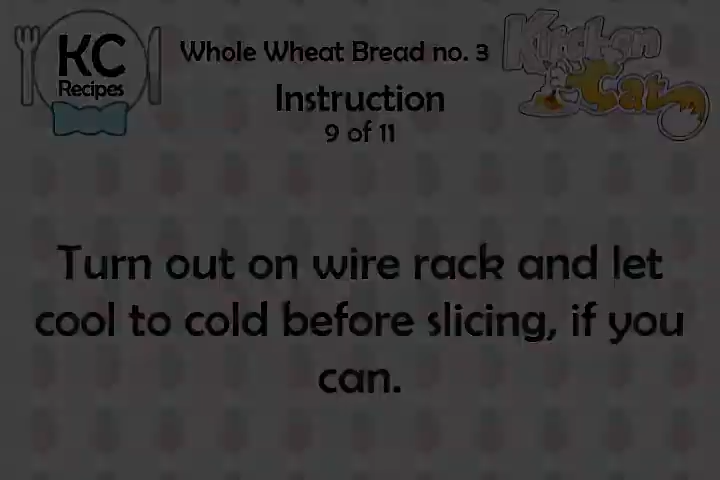 KC
Recipes
Whole Wheat Bread no. 3
Instruction
9 of 11
Kitchen
Cat
Turn out on wire rack and let
cool to cold before slicing, if you
can.